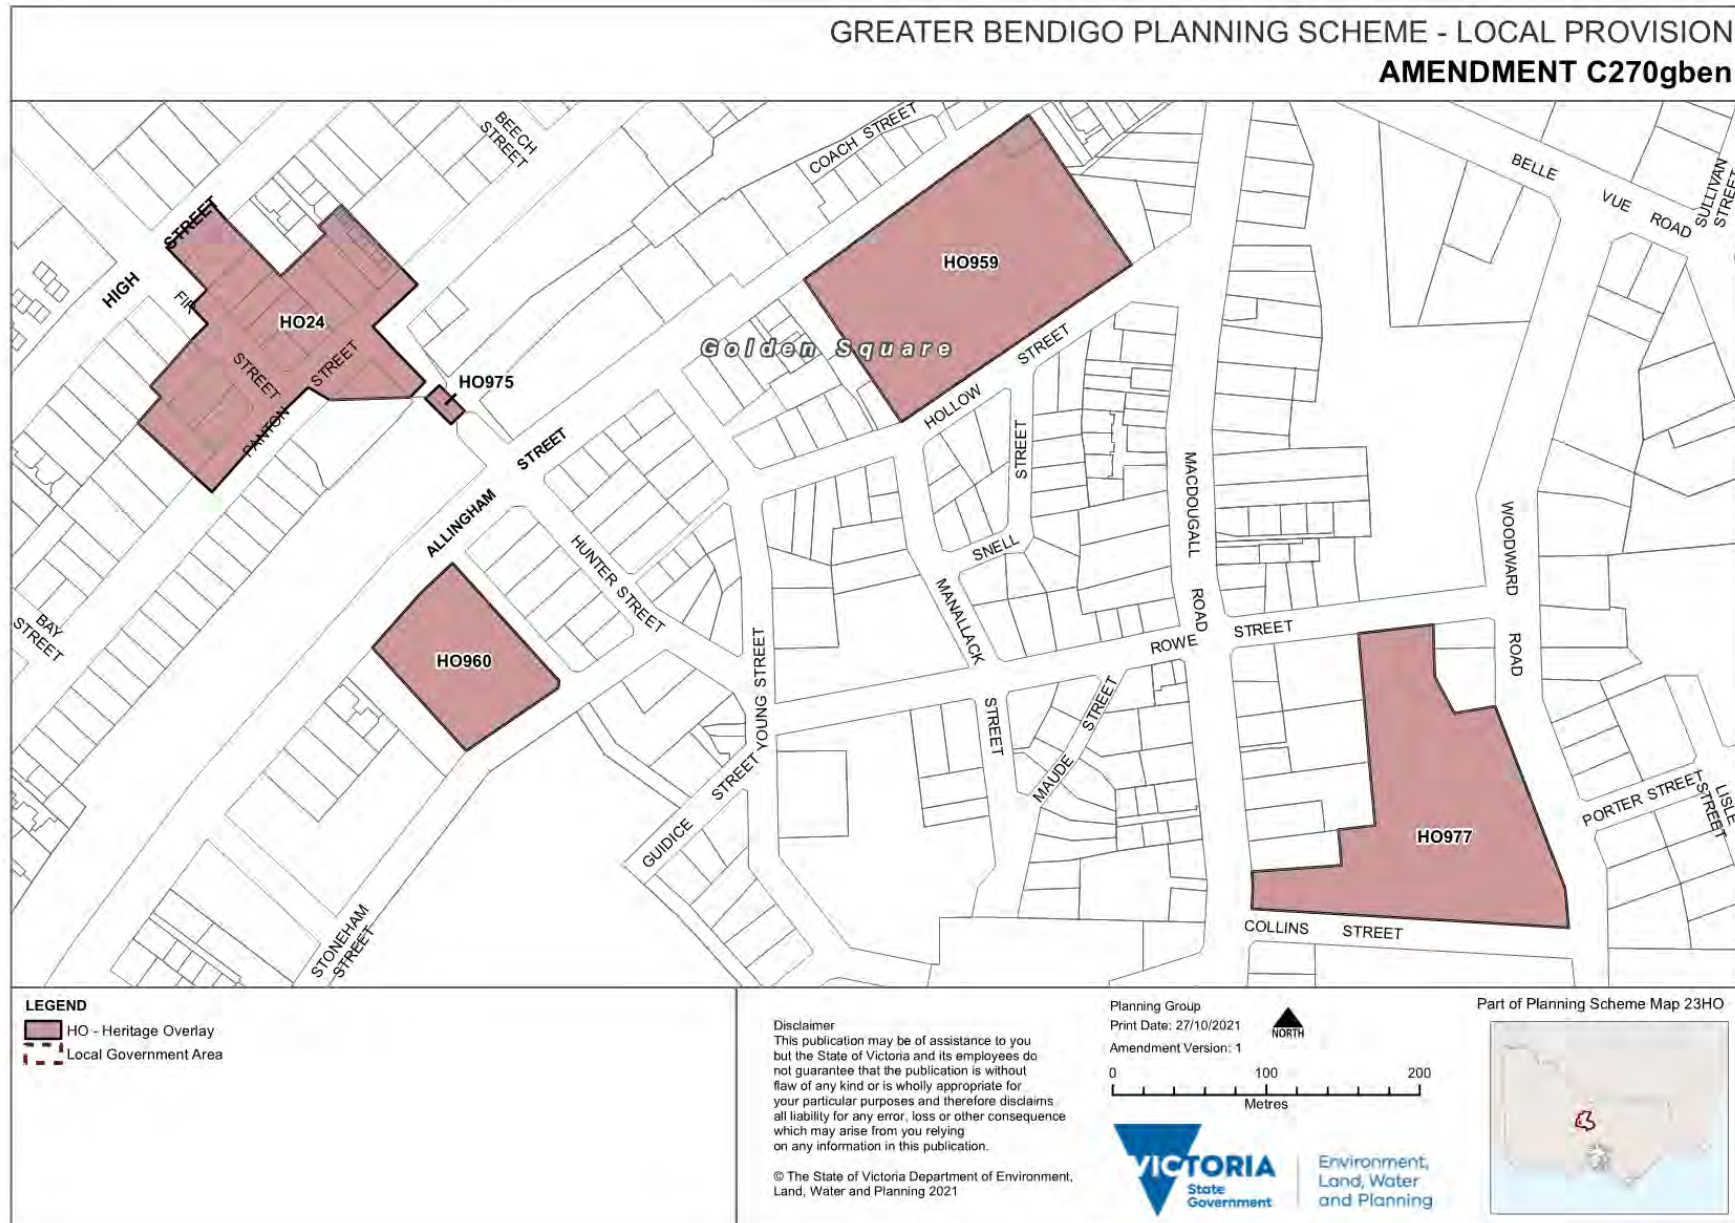 GREATER BENDIGO PLANNING SCHEME - LOCAL PROVISION
AMENDMENT C270gben
BEECH
STREET
COACH STREET
BELLE
VUE ROAD
SULLIVAN
STREET
HIGH
STREET
FIR
STREET
HO24
PANTON
STREET
HO975
HO959
Golden Square
HOLLOW
STREET
STREET
ALLINGHAM
STREET
HUNTER STREET
SNELL
STREET
MANALLACK
STREET
MACDOUGALL
ROAD
WOODWARD
ROAD
BAY
STREET
HO960
YOUNG STREET
ROWE
STREET
MAUDE
STREET
GUIDICE
STREET
PORTER STREET
LISLE
STREET
HO977
STONEHAM
STREET
COLLINS
STREET
LEGEND
HO - Heritage Overlay
Local Government Area
Disclaimer
This publication may be of assistance to you
but the State of Victoria and its employees do
not guarantee that the publication is without
flaw of any kind or is wholly appropriate for
your particular purposes and therefore disclaims
all liability for any error, loss or other consequence
which may arise from you relying
on any information in this publication.
© The State of Victoria Department of Environment,
Land, Water and Planning 2021
Planning Group
Print Date: 27/10/2021
Amendment Version: 1
NORTH
0 100 200
Metres
VICTORIA
State
Government
Environment,
Land, Water
and Planning
Part of Planning Scheme Map 23HO